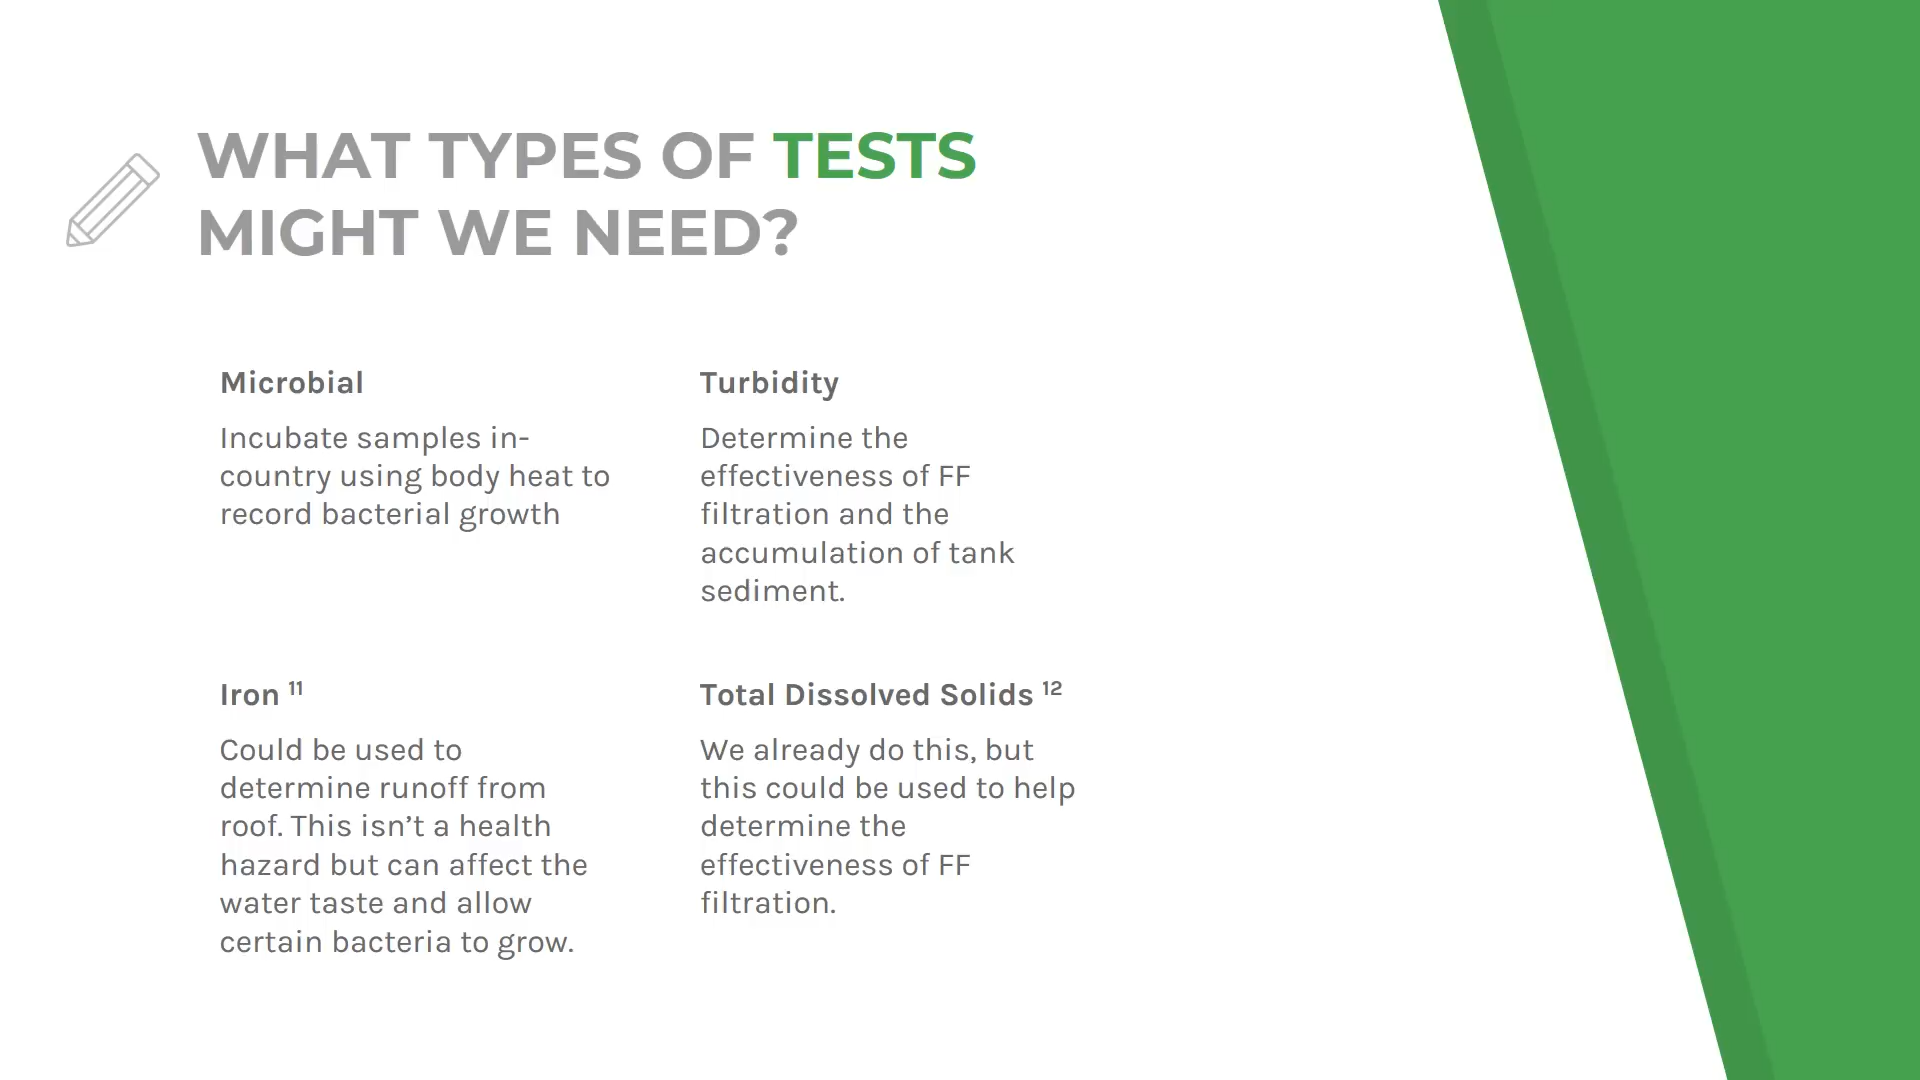 WHAT TYPES OF TESTS
MIGHT WE NEED?
Microbial
Incubate samples in-
country using body heat to
record bacterial growth
Turbidity
Determine the
effectiveness of FF
filtration and the
accumulation of tank
sediment.
Iron 11
Could be used to
determine runoff from
roof. This isn’t a health
hazard but can affect the
water taste and allow
certain bacteria to grow.
Total Dissolved Solids 12
We already do this, but
this could be used to help
determine the
effectiveness of FF
filtration.